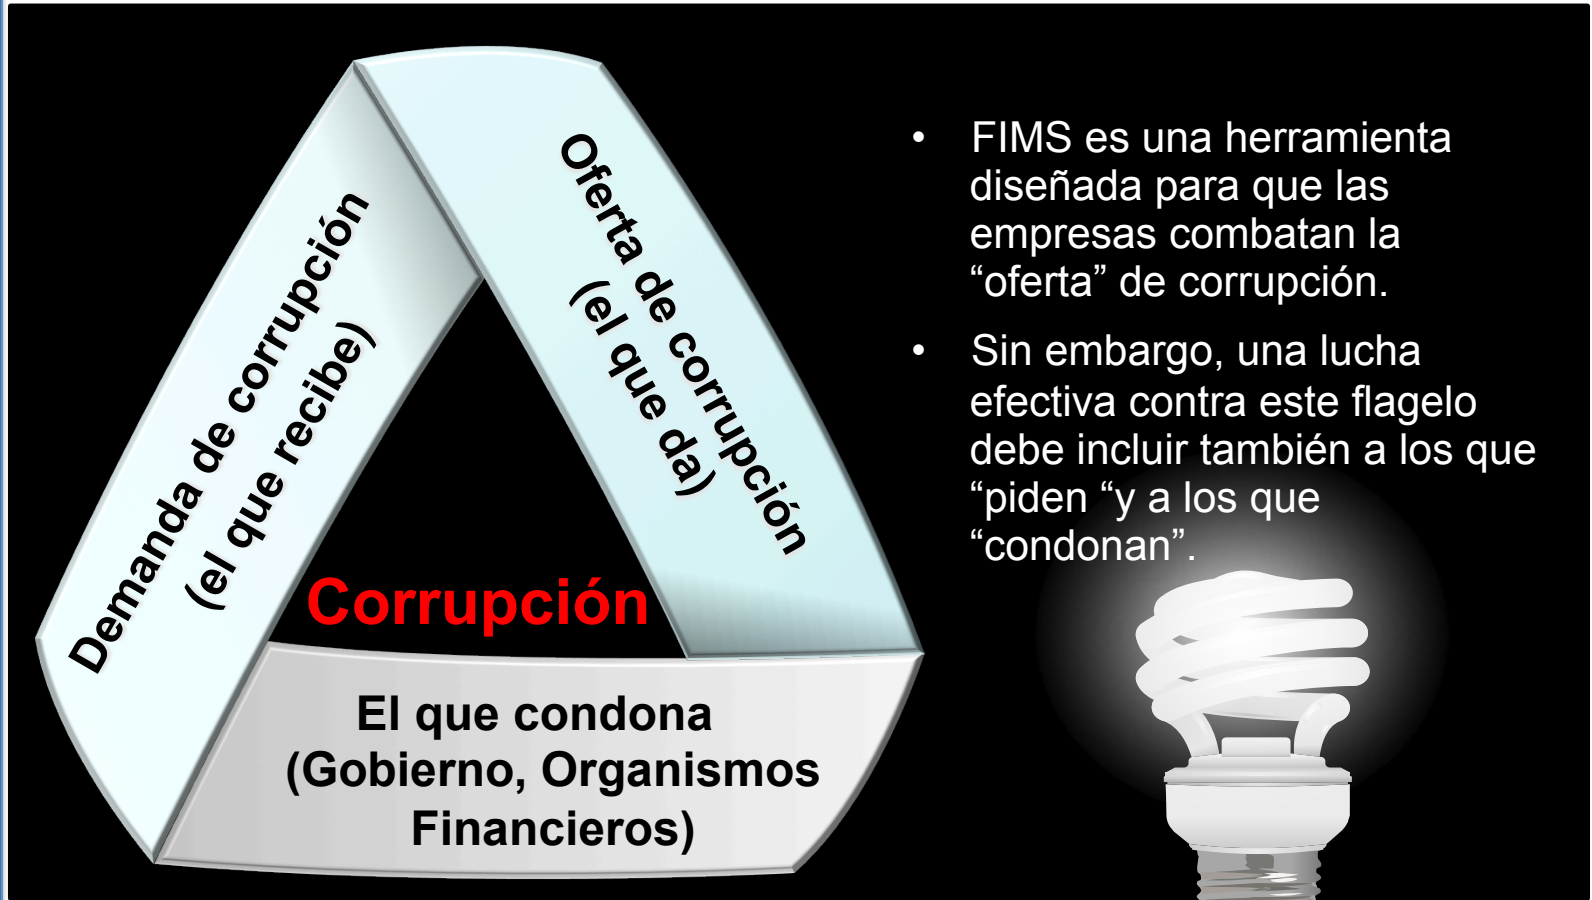 Demanda de corrupción
(el que recibe)
Oferta de corrupción
(el que da)
Corrupción
El que condona
(Gobierno, Organismos
Financieros)
• FIMS es una herramienta
diseñada para que las
empresas combatan la
“oferta” de corrupción.
• Sin embargo, una lucha
efectiva contra este flagelo
debe incluir también a los que
“piden “y a los que
“condonan”.